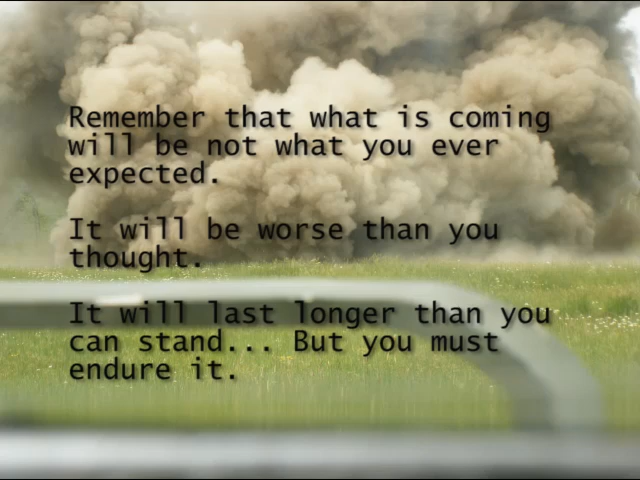 Remember that what is coming
will be not what you ever
expected.
It will be worse than you
thought.
It will last longer than you
can stand... But you must
endure it.